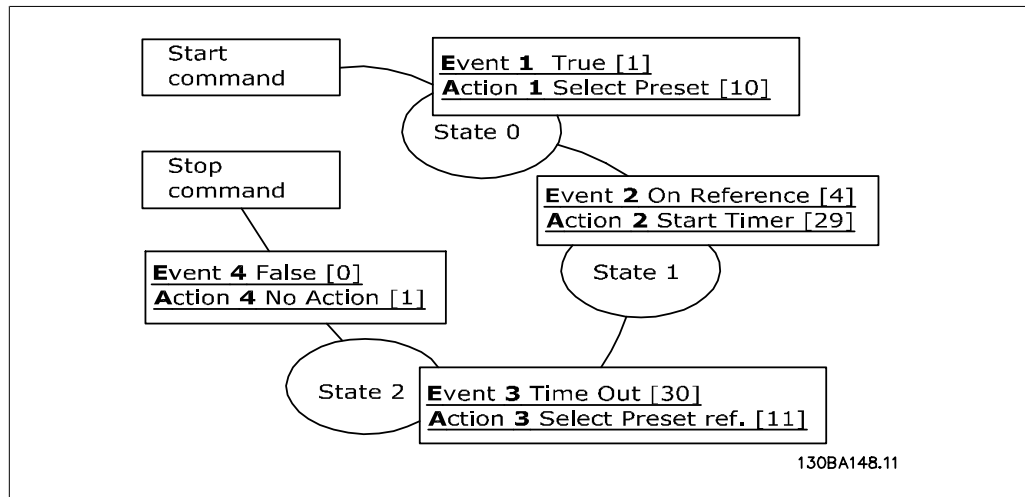 Start
command
Event 1 True [1]
Action 1 Select Preset [10]
State 0
Stop
command
Event 2 On Reference [4]
Action 2 Start Timer [29]
State 1
Event 4 False [0]
Action 4 No Action [1]
State 2
Event 3 Time Out [30]
Action 3 Select Preset ref. [11]
130BA148.11